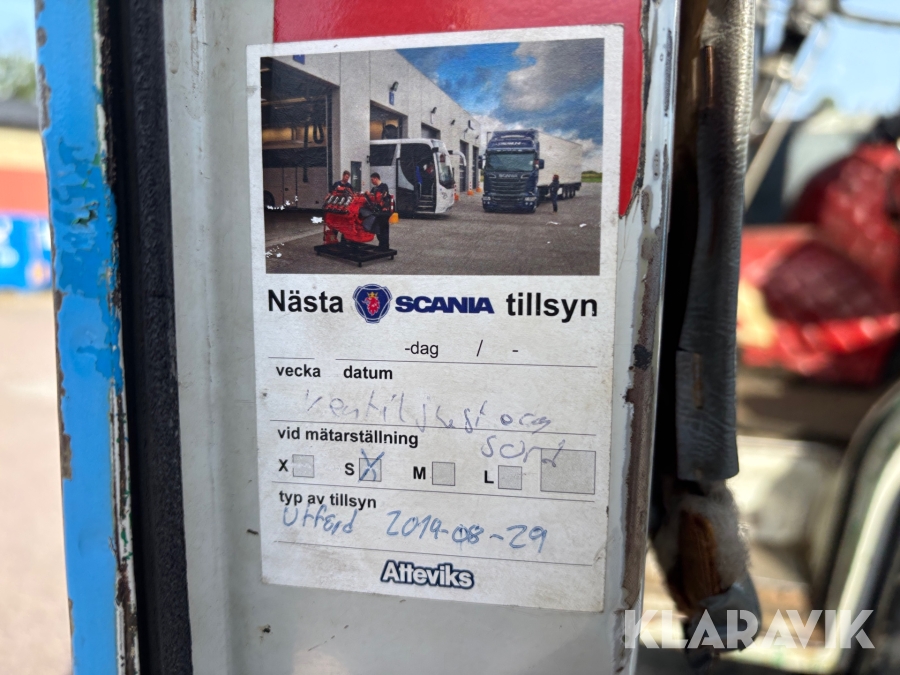 Nästa SCANIA tillsyn
-dag / -
vecka datum
Ventiljust och
vid mätarställning
X S M L
typ av tillsyn
Utförd 2019-08-29
Atteviks
KLARAVIK